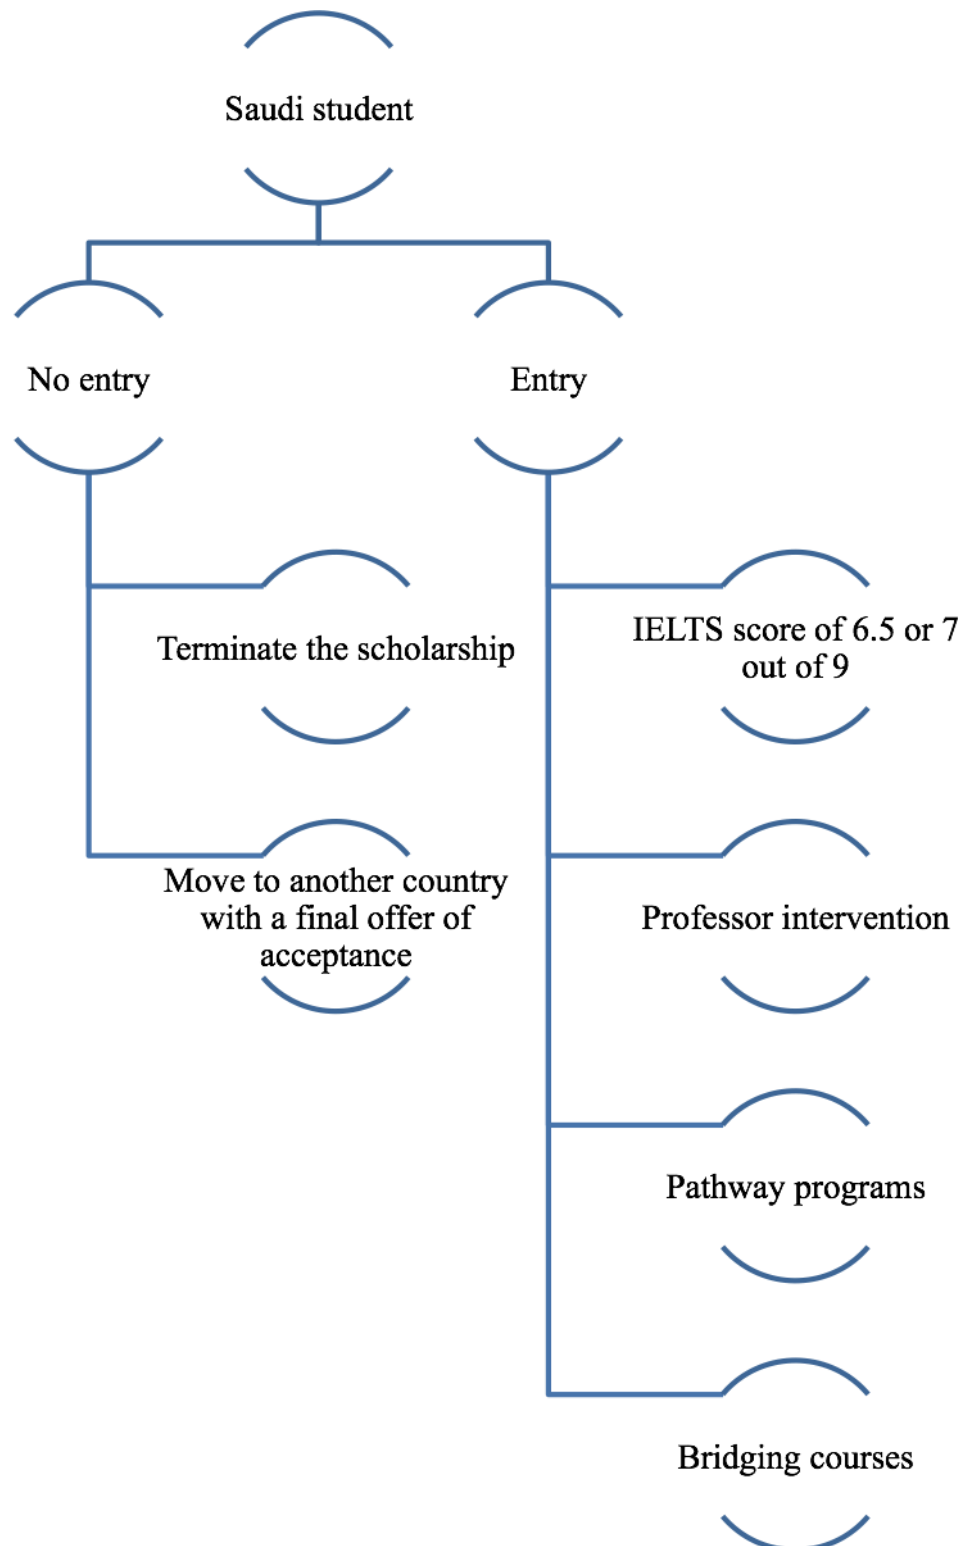 Saudi student
No entry
Entry
Terminate the scholarship
IELTS score of 6.5 or 7
out of 9
Move to another country
with a final offer of
acceptance
Professor intervention
Pathway programs
Bridging courses